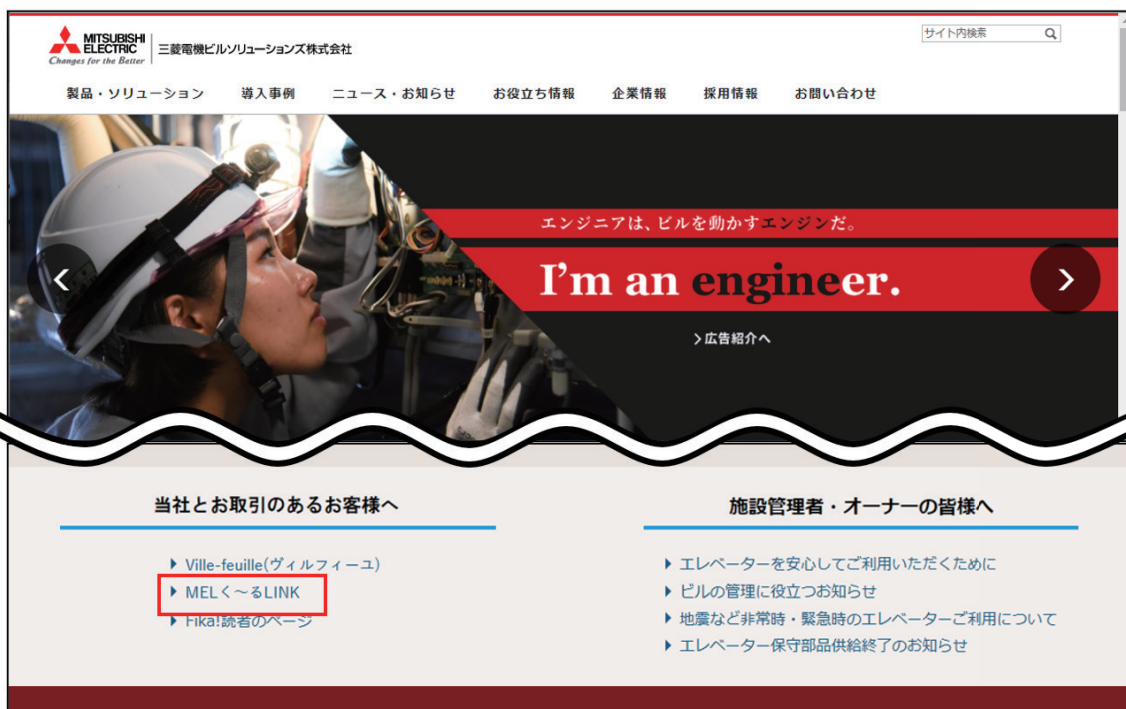 MITSUBISHI
ELECTRIC
Changes for the Better
三菱電機ビルソリューションズ株式会社
サイト内検索
製品・ソリューション 導入事例 ニュース・お知らせ お役立ち情報 企業情報 採用情報 お問い合わせ
エンジニアは、ビルを動かすエンジンだ。
I'm an engineer.
広告紹介へ
当社とお取引のあるお客様へ
Ville-feuille(ヴィルフィーユ)
MELく～るLINK
Fika!読者のページ
施設管理者・オーナーの皆様へ
エレベーターを安心してご利用いただくために
ビルの管理に役立つお知らせ
地震など非常時・緊急時のエレベーターご利用について
エレベーター保守部品供給終了のお知らせ